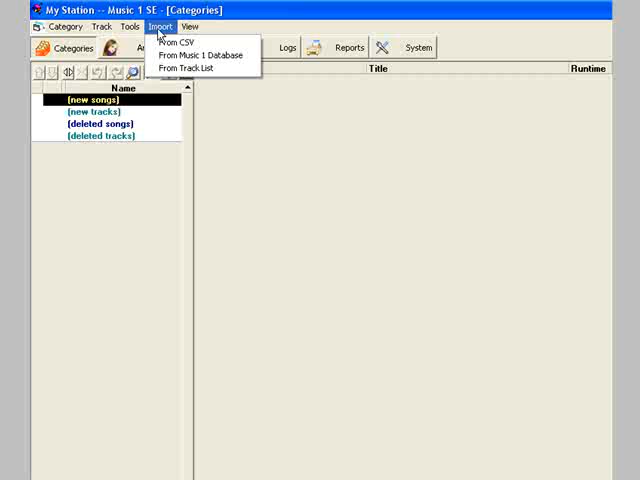 My Station -- Music 1 SE - [Categories]
Category Track Tools Import View
Categories Logs Reports System
From CSV
From Music 1 Database
From Track List
Name Title Runtime
(new songs)
(new tracks)
(deleted songs)
(deleted tracks)